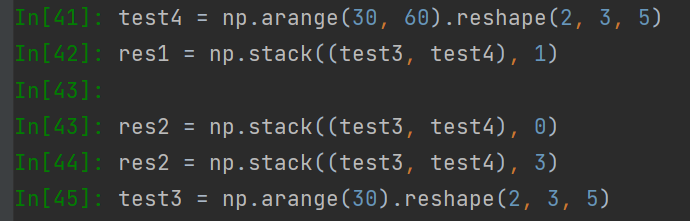 In[41]: test4 = np.arange(30, 60).reshape(2, 3, 5)
In[42]: res1 = np.stack((test3, test4), 1)
In[43]:
In[43]: res2 = np.stack((test3, test4), 0)
In[44]: res2 = np.stack((test3, test4), 3)
In[45]: test3 = np.arange(30).reshape(2, 3, 5)